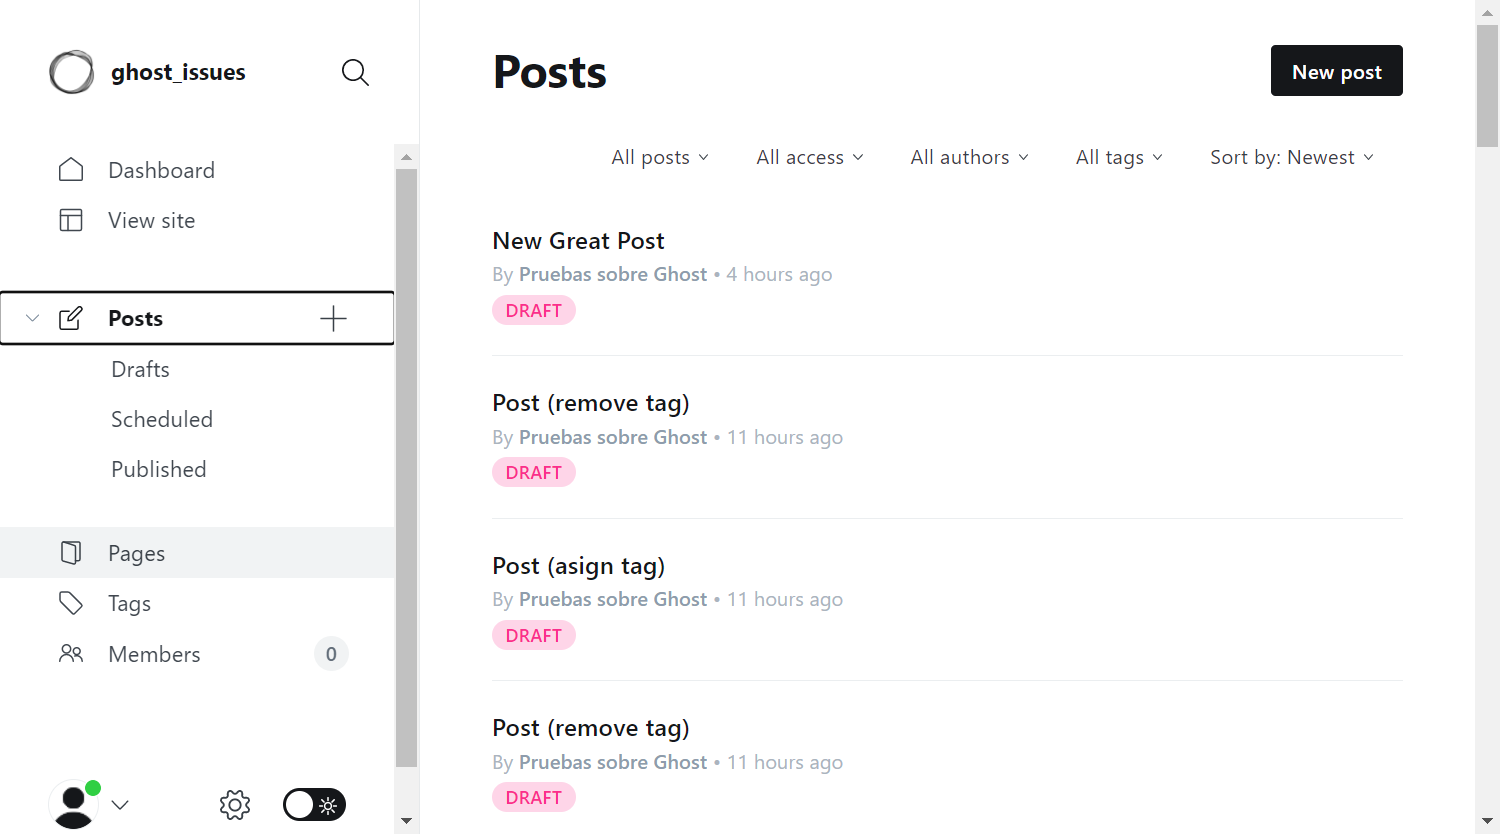 ghost_issues
Dashboard
View site
Posts
Drafts
Scheduled
Published
Pages
Tags
Members 0
Posts
New post
All posts All access All authors All tags Sort by: Newest
New Great Post
By Pruebas sobre Ghost • 4 hours ago
DRAFT
Post (remove tag)
By Pruebas sobre Ghost • 11 hours ago
DRAFT
Post (asign tag)
By Pruebas sobre Ghost • 11 hours ago
DRAFT
Post (remove tag)
By Pruebas sobre Ghost • 11 hours ago
DRAFT